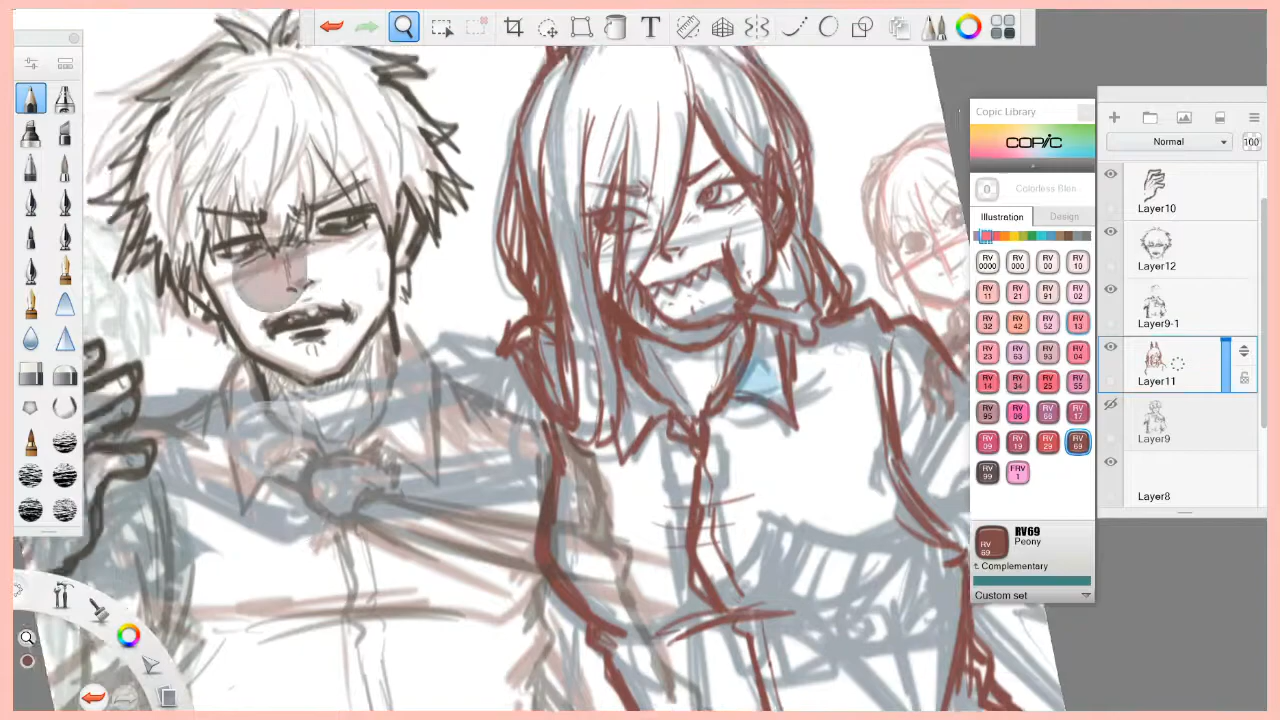 T
Copic Library
COPIC
0
Colorless Blen..
Illustration
Design
RV 0000
RV 000
RV 00
RV 10
RV 11
RV 21
RV 91
RV 02
RV 32
RV 42
RV 52
RV 13
RV 23
RV 63
RV 93
RV 04
RV 14
RV 34
RV 25
RV 55
RV 95
RV 06
RV 66
RV 17
RV 09
RV 19
RV 29
RV 69
RV 99
FRV 1
RV 69
RV69
Peony
t. Complementary
Custom set
Normal
100
Layer10
Layer12
Layer9-1
Layer11
Layer9
Layer8